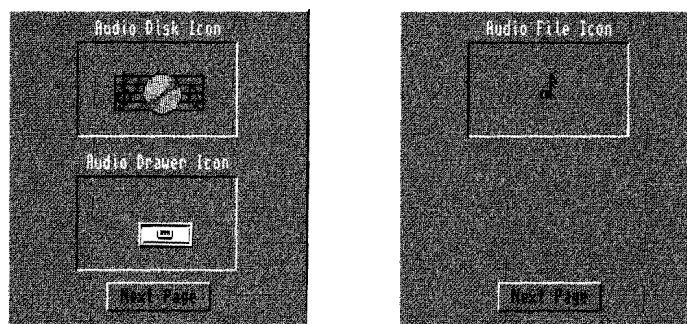 Audio Disk Icon
Audio Drawer Icon
Next Page
Audio File Icon
Next Page